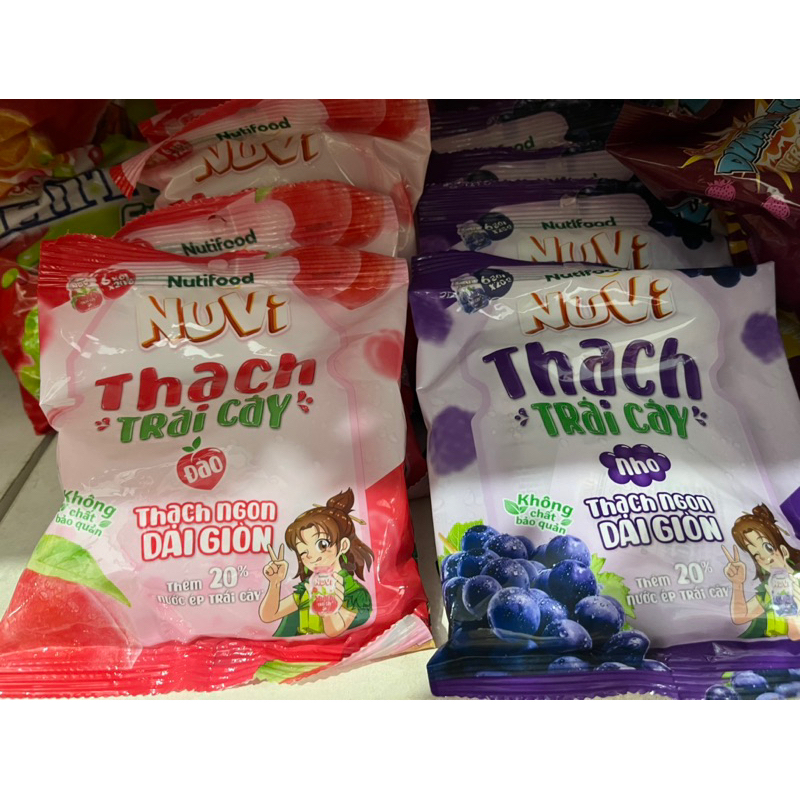 Nutifood
NUVI
Nutifood
Nutifood
NUVI
THẠCH
TRÁI CÂY
ĐÀO
Không
chất
bảo quản
THẠCH NGON
DAI GIÒN
THÊM 20%
NƯỚC ÉP TRÁI CÂY
NUVI
Nutifood
NUVI
THẠCH
TRÁI CÂY
nho
Không
chất
bảo quản
THẠCH NGON
DAI GIÒN
THÊM 20%
NƯỚC ÉP TRÁI CÂY